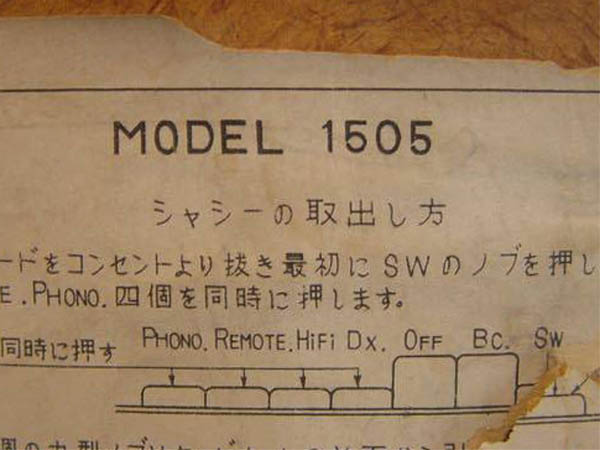 MODEL 1505
シャシーの取出し方
ードをコンセントより抜き最初にSWのノブを押し
E.PHONO.四個を同時に押します。
同時に押す PHONO.REMOTE.HiFi DX. OFF BC. SW